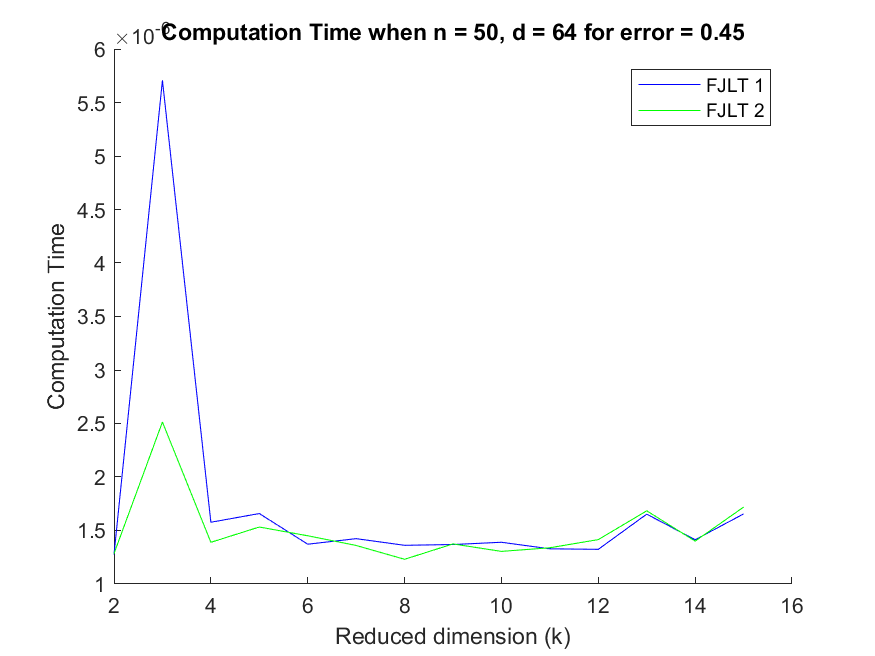 Computation Time when n = 50, d = 64 for error = 0.45
6
5.5
5
4.5
4
3.5
3
2.5
2
1.5
1
Computation Time
FJLT 1
FJLT 2
2 4 6 8 10 12 14 16
Reduced dimension (k)